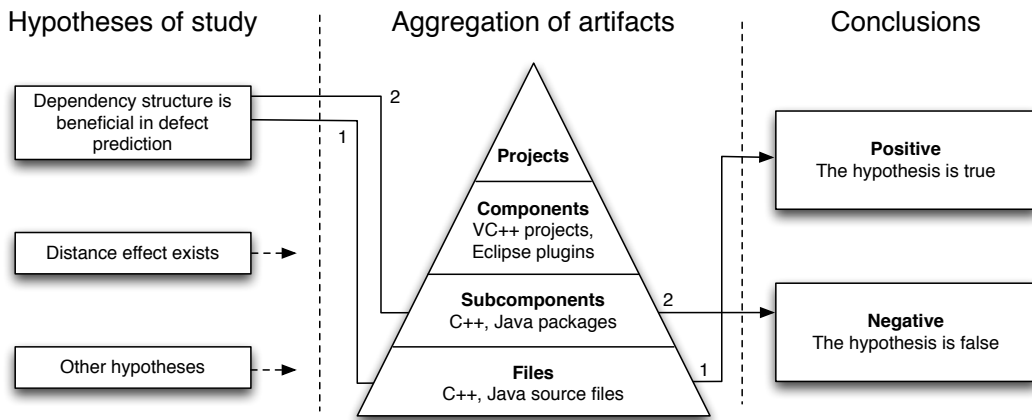 Hypotheses of study
Aggregation of artifacts
Conclusions
Dependency structure is
beneficial in defect
prediction
2
1
Distance effect exists
Other hypotheses
Projects
Components
VC++ projects,
Eclipse plugins
Subcomponents
C++, Java packages
Files
C++, Java source files
2
1
Positive
The hypothesis is true
Negative
The hypothesis is false